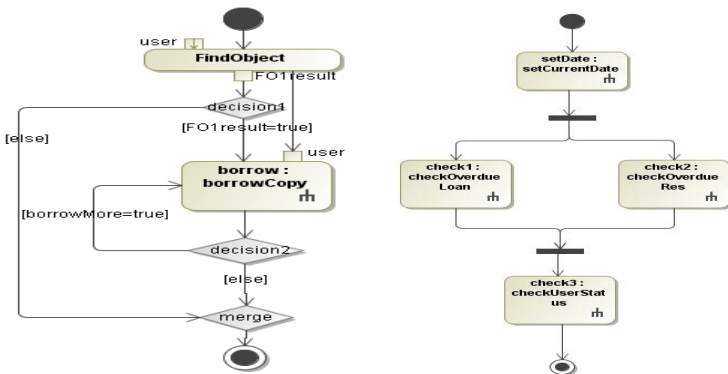 user
FindObject
FO1result
decision1
[else]
[FO1result=true]
user
borrow :
borrowCopy
[borrowMore=true]
decision2
[else]
merge
setDate :
setCurrentDate
check1 :
checkOverdue
Loan
check2 :
checkOverdue
Res
check3 :
checkUserStat
us